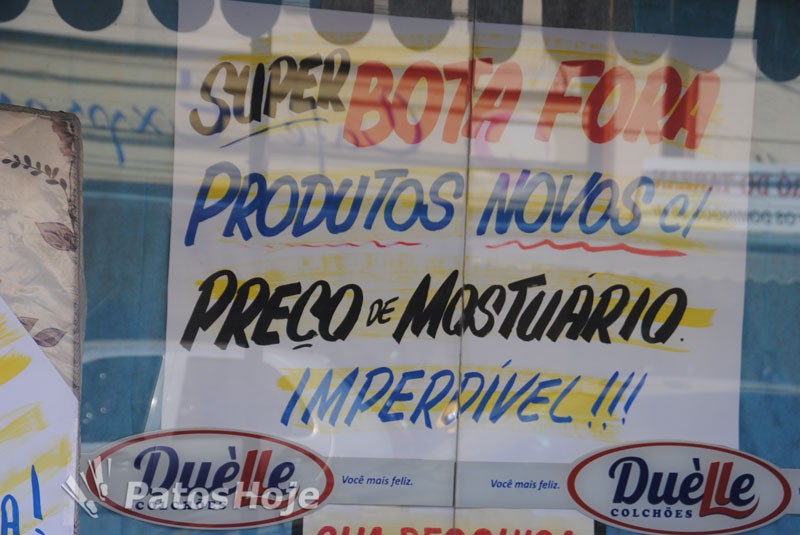 SUPER BOTA FORA
PRODUTOS NOVOS c/
PREÇO DE MOSTUÁRIO.
IMPERDÍVEL!!!
Duèlle
COLCHÕES
Você mais feliz.
Você mais feliz.
Duèlle
COLCHÕES
PatosHoje
A!